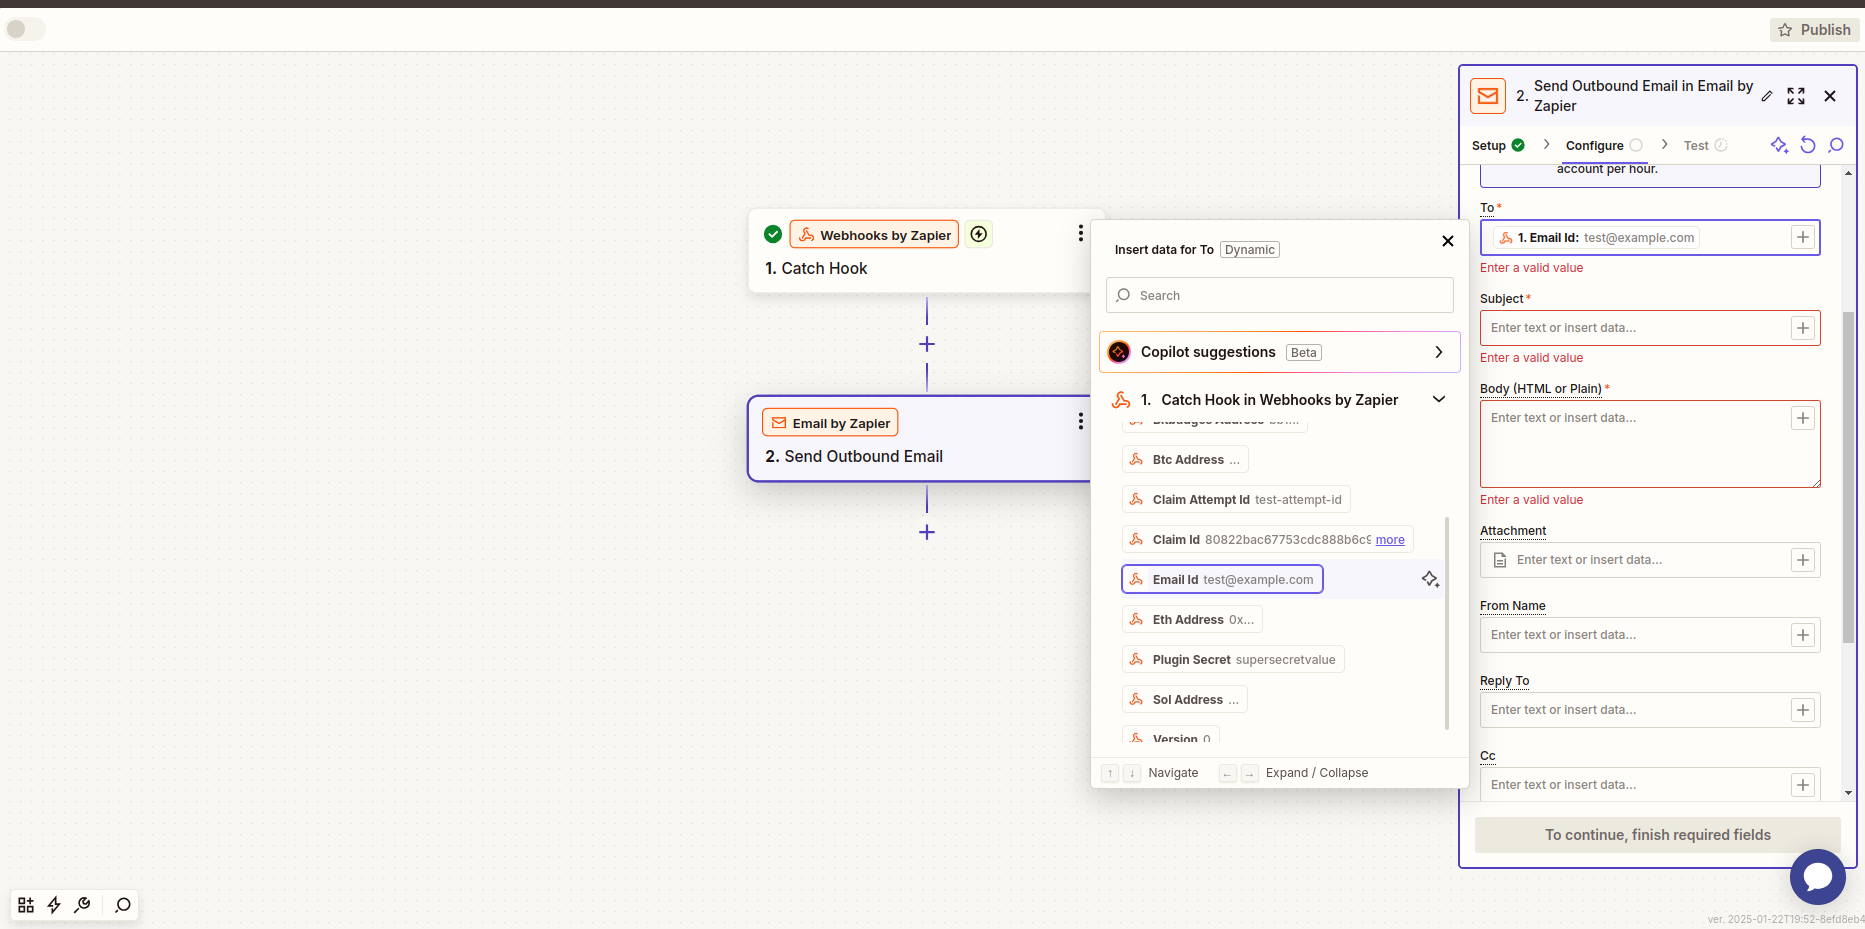 Publish
Webhooks by Zapier
1. Catch Hook
Email by Zapier
2. Send Outbound Email
Insert data for To Dynamic
Search
Copilot suggestions Beta
1. Catch Hook in Webhooks by Zapier
Bitbadges Address bb1...
Btc Address ...
Claim Attempt Id test-attempt-id
Claim Id 80822bac67753cdc888b6c9 more
Email Id test@example.com
Eth Address 0x...
Plugin Secret supersecretvalue
Sol Address ...
Version 0
↑ ↓ Navigate ← → Expand / Collapse
2. Send Outbound Email in Email by
Zapier
Setup Configure Test
account per hour.
To*
1. Email Id: test@example.com
Enter a valid value
Subject*
Enter text or insert data...
Enter a valid value
Body (HTML or Plain)*
Enter text or insert data...
Enter a valid value
Attachment
Enter text or insert data...
From Name
Enter text or insert data...
Reply To
Enter text or insert data...
Cc
Enter text or insert data...
To continue, finish required fields
ver. 2025-01-22T19:52-8efd8eb4